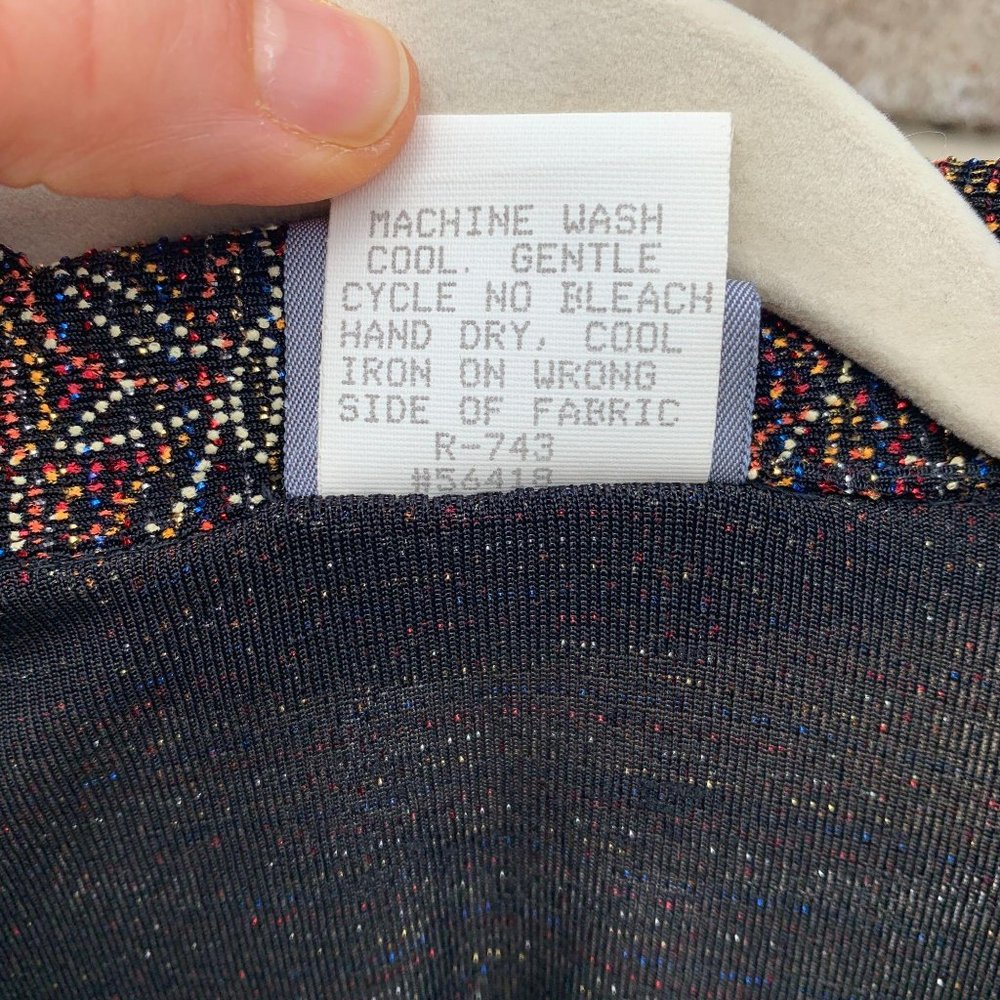 MACHINE WASH
COOL. GENTLE
CYCLE NO BLEACH
HAND DRY, COOL
IRON ON WRONG
SIDE OF FABRIC
R-743
#56418